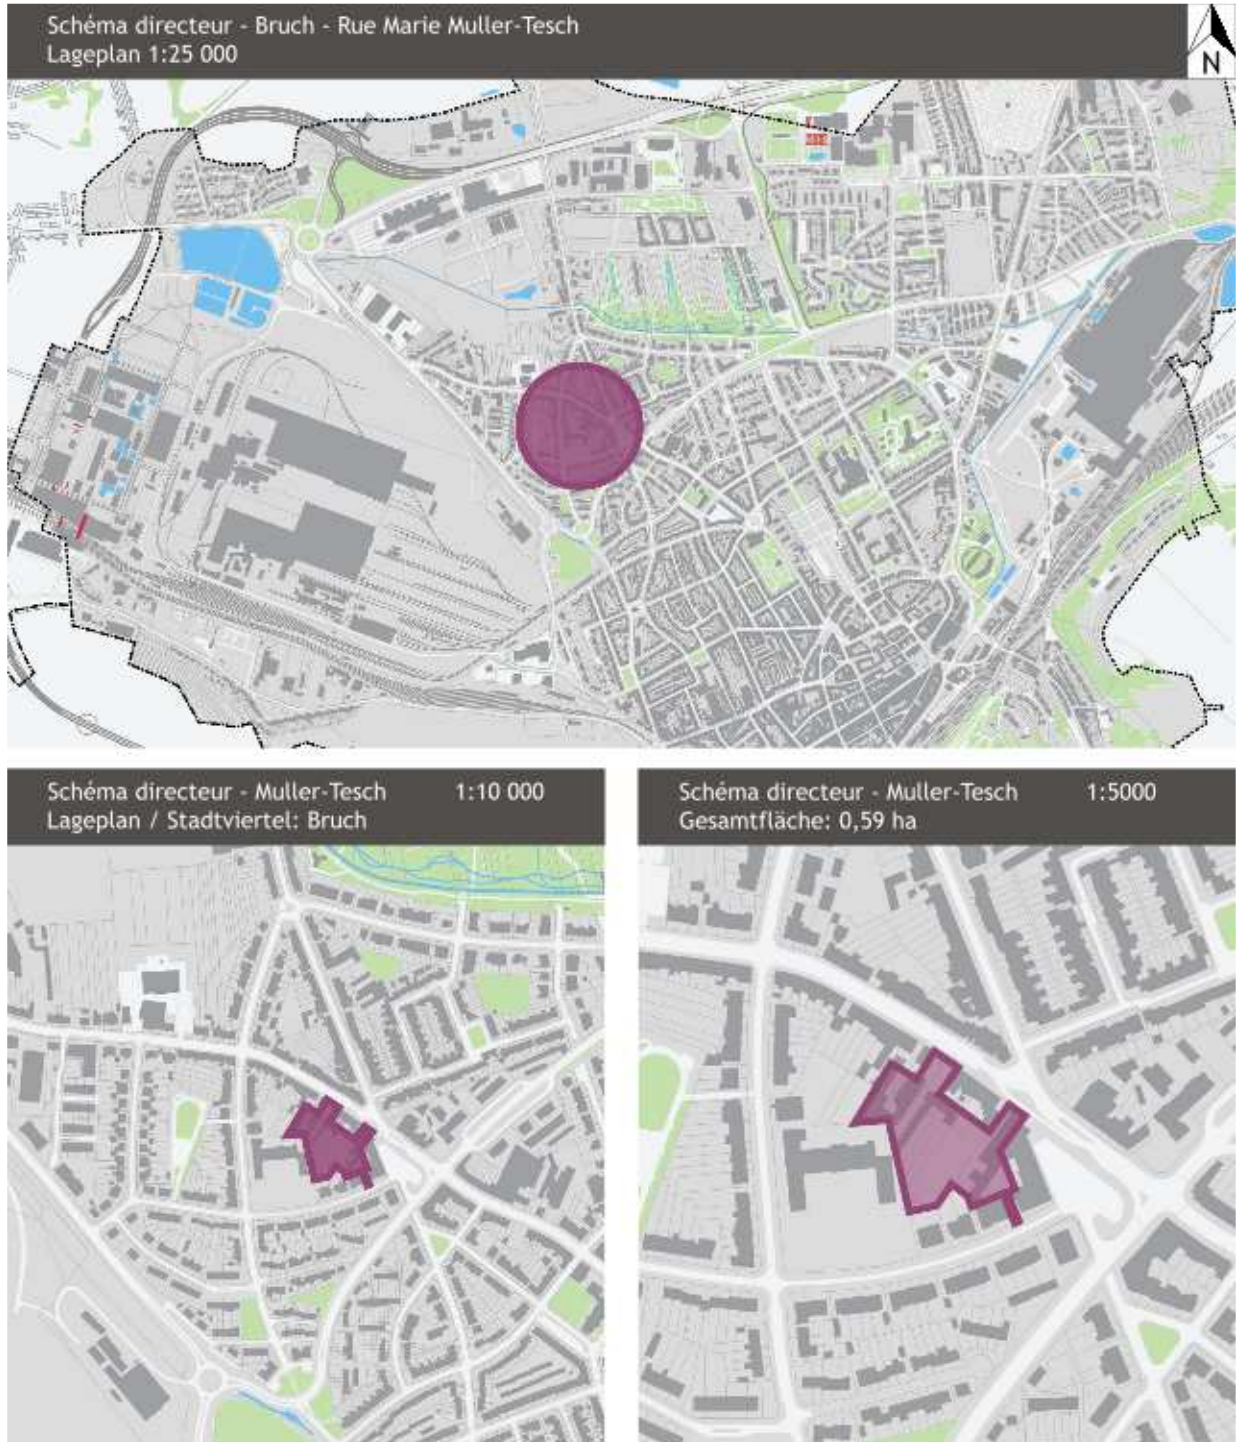 Schéma directeur - Bruch - Rue Marie Muller-Tesch
Lageplan 1:25 000
N
Schéma directeur - Muller-Tesch 1:10 000
Lageplan / Stadtviertel: Bruch
Schéma directeur - Muller-Tesch 1:5000
Gesamtfläche: 0,59 ha